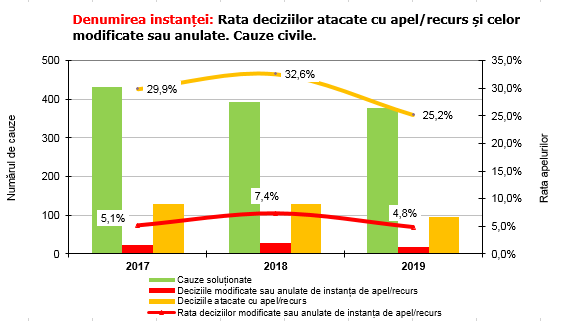 Denumirea instanței: Rata deciziilor atacate cu apel/recurs și celor
modificate sau anulate. Cauze civile.
500
400
300
200
100
0
Numărul de cauze
35,0%
30,0%
25,0%
20,0%
15,0%
10,0%
5,0%
0,0%
Rata apelurilor
29,9%
32,6%
25,2%
5,1%
7,4%
4,8%
2017
2018
2019
Cauze soluționate
Deciziile modificate sau anulate de instanța de apel/recurs
Deciziile atacate cu apel/recurs
Rata deciziilor modificate sau anulate de instanța de apel/recurs